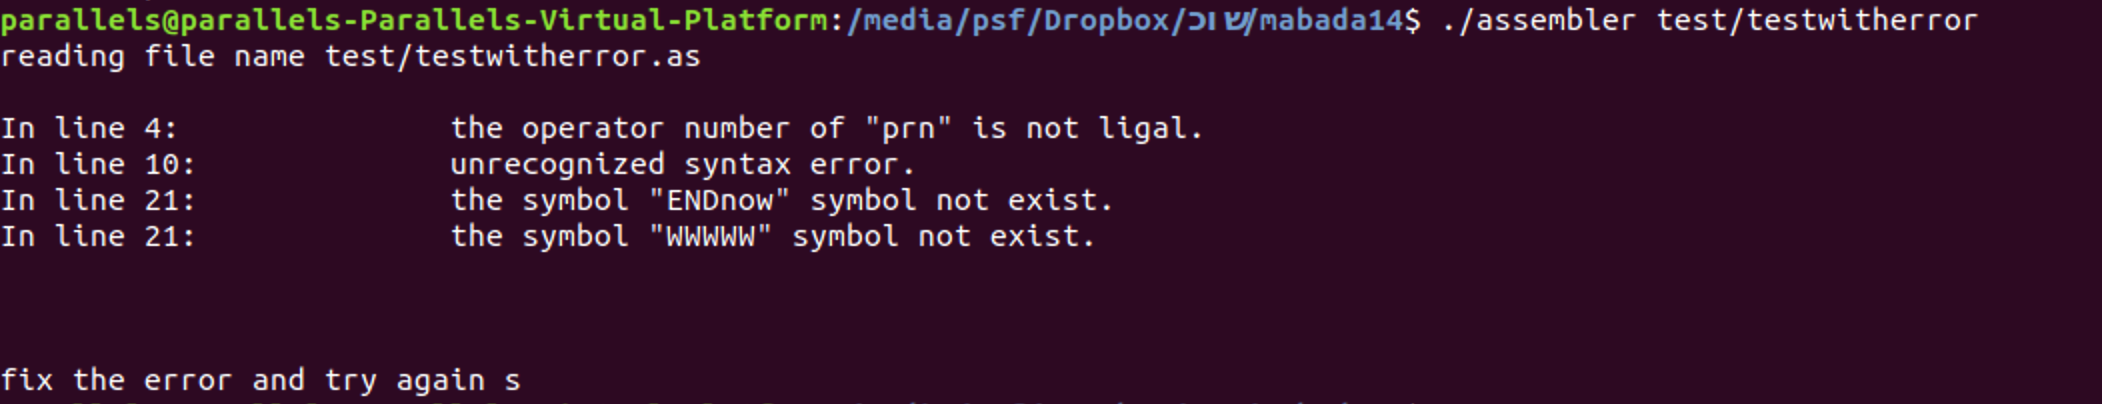 parallels@parallels-Parallels-Virtual-Platform:/media/psf/Dropbox/שוכ/mabada14$ ./assembler test/testwitherror
reading file name test/testwitherror.as
In line 4: the operator number of "prn" is not ligal.
In line 10: unrecognized syntax error.
In line 21: the symbol "ENDnow" symbol not exist.
In line 21: the symbol "WWWWW" symbol not exist.
fix the error and try again s